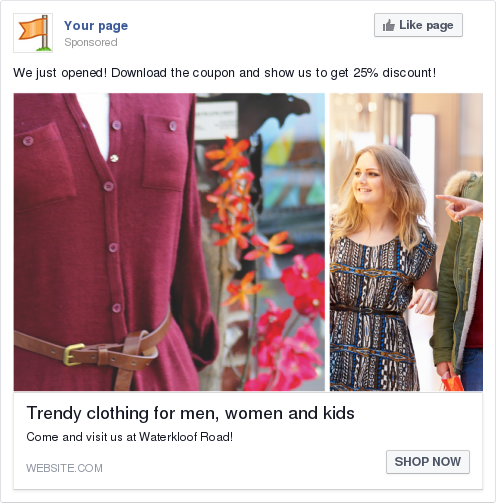 Your page
Like page
Sponsored
We just opened! Download the coupon and show us to get 25% discount!
Trendy clothing for men, women and kids
Come and visit us at Waterkloof Road!
WEBSITE.COM
SHOP NOW